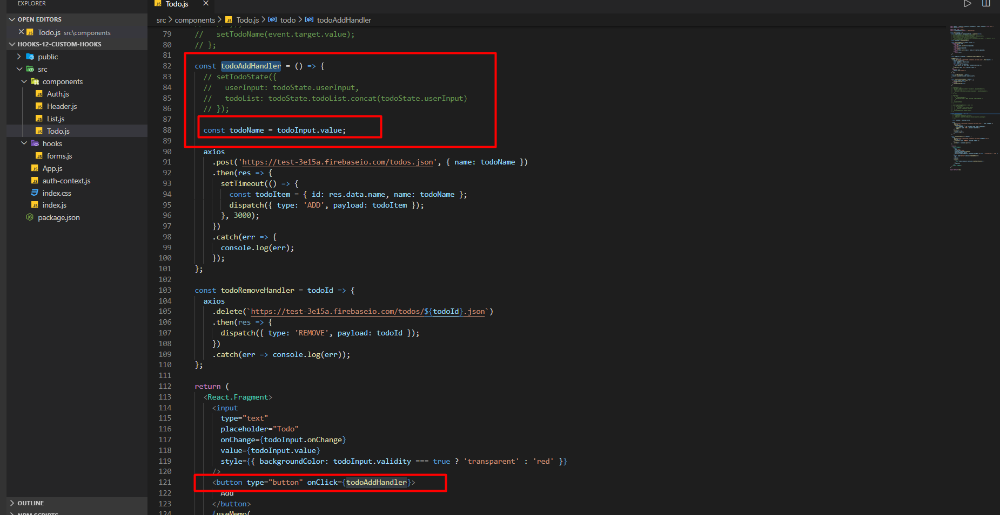 EXPLORER
OPEN EDITORS
Todo.js src\components
HOOKS-12-CUSTOM-HOOKS
public
src
components
Auth.js
Header.js
List.js
Todo.js
hooks
forms.js
App.js
auth-context.js
index.css
index.js
package.json
OUTLINE
NPM SCRIPTS
Todo.js
src > components > Todo.js > todo > todoAddHandler
79 //   setTodoName(event.target.value);
80 // };
81
82 const todoAddHandler = () => {
83 // setTodoState({
84 //   userInput: todoState.userInput,
85 //   todoList: todoState.todoList.concat(todoState.userInput)
86 // });
87
88 const todoName = todoInput.value;
89
90 axios
91 .post('https://test-3e15a.firebaseio.com/todos.json', { name: todoName })
92 .then(res => {
93 setTimeout(() => {
94 const todoItem = { id: res.data.name, name: todoName };
95 dispatch({ type: 'ADD', payload: todoItem });
96 }, 3000);
97 })
98 .catch(err => {
99 console.log(err);
100 });
101 };
102
103 const todoRemoveHandler = todoId => {
104 axios
105 .delete(`https://test-3e15a.firebaseio.com/todos/${todoId}.json`)
106 .then(res => {
107 dispatch({ type: 'REMOVE', payload: todoId });
108 })
109 .catch(err => console.log(err));
110 };
111
112 return (
113 <React.Fragment>
114 <input
115 type="text"
116 placeholder="Todo"
117 onChange={todoInput.onChange}
118 value={todoInput.value}
119 style={{ backgroundColor: todoInput.validity === true ? 'transparent' : 'red' }}
120 />
121 <button type="button" onClick={todoAddHandler}>
122 Add
123 </button>
124 {useMemo(